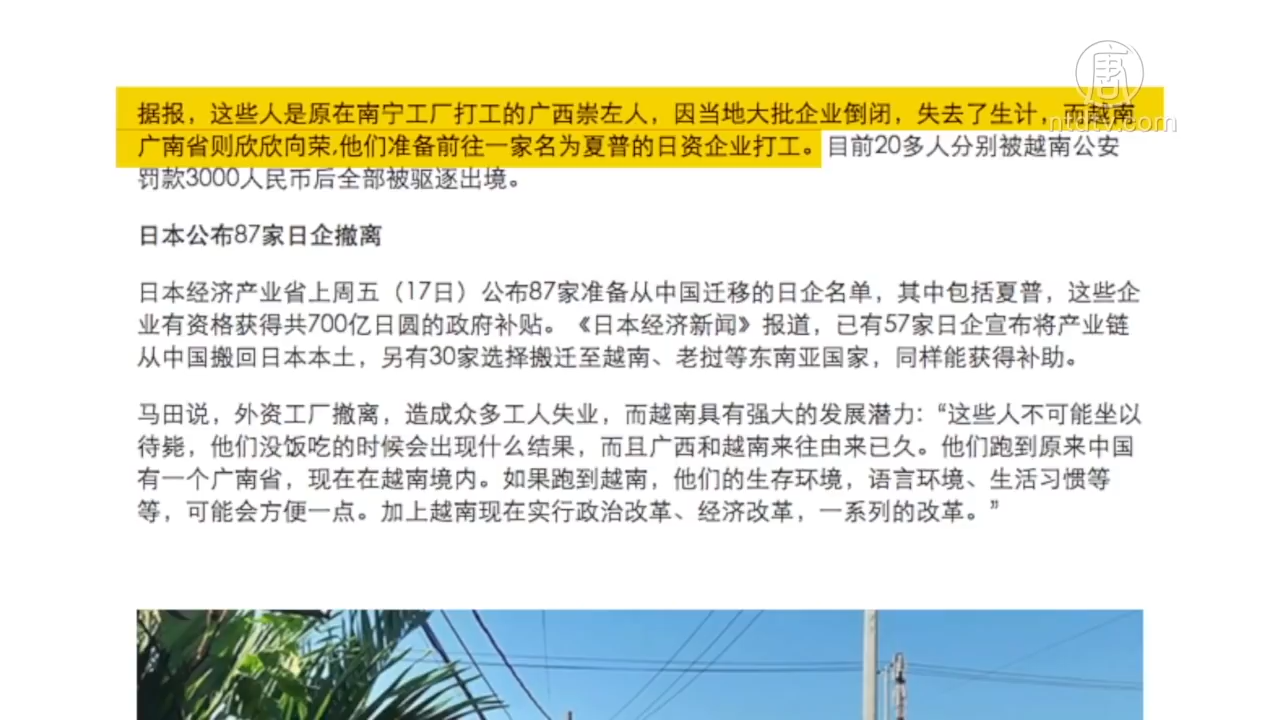 唐
ntdtv.com
据报，这些人是原在南宁工厂打工的广西崇左人，因当地大批企业倒闭，失去了生计，而越南
广南省则欣欣向荣,他们准备前往一家名为夏普的日资企业打工。目前20多人分别被越南公安
罚款3000人民币后全部被驱逐出境。
日本公布87家日企撤离
日本经济产业省上周五（17日）公布87家准备从中国迁移的日企名单，其中包括夏普，这些企
业有资格获得共700亿日圆的政府补贴。《日本经济新闻》报道，已有57家日企宣布将产业链
从中国搬回日本本土，另有30家选择搬迁至越南、老挝等东南亚国家，同样能获得补助。
马田说，外资工厂撤离，造成众多工人失业，而越南具有强大的发展潜力：“这些人不可能坐以
待毙，他们没饭吃的时候会出现什么结果，而且广西和越南来往由来已久。他们跑到原来中国
有一个广南省，现在在越南境内。如果跑到越南，他们的生存环境，语言环境、生活习惯等
等，可能会方便一点。加上越南现在实行政治改革、经济改革，一系列的改革。”